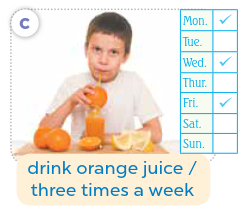 c
Mon. ✓
Tue.
Wed. ✓
Thur.
Fri. ✓
Sat.
Sun.
drink orange juice /
three times a week